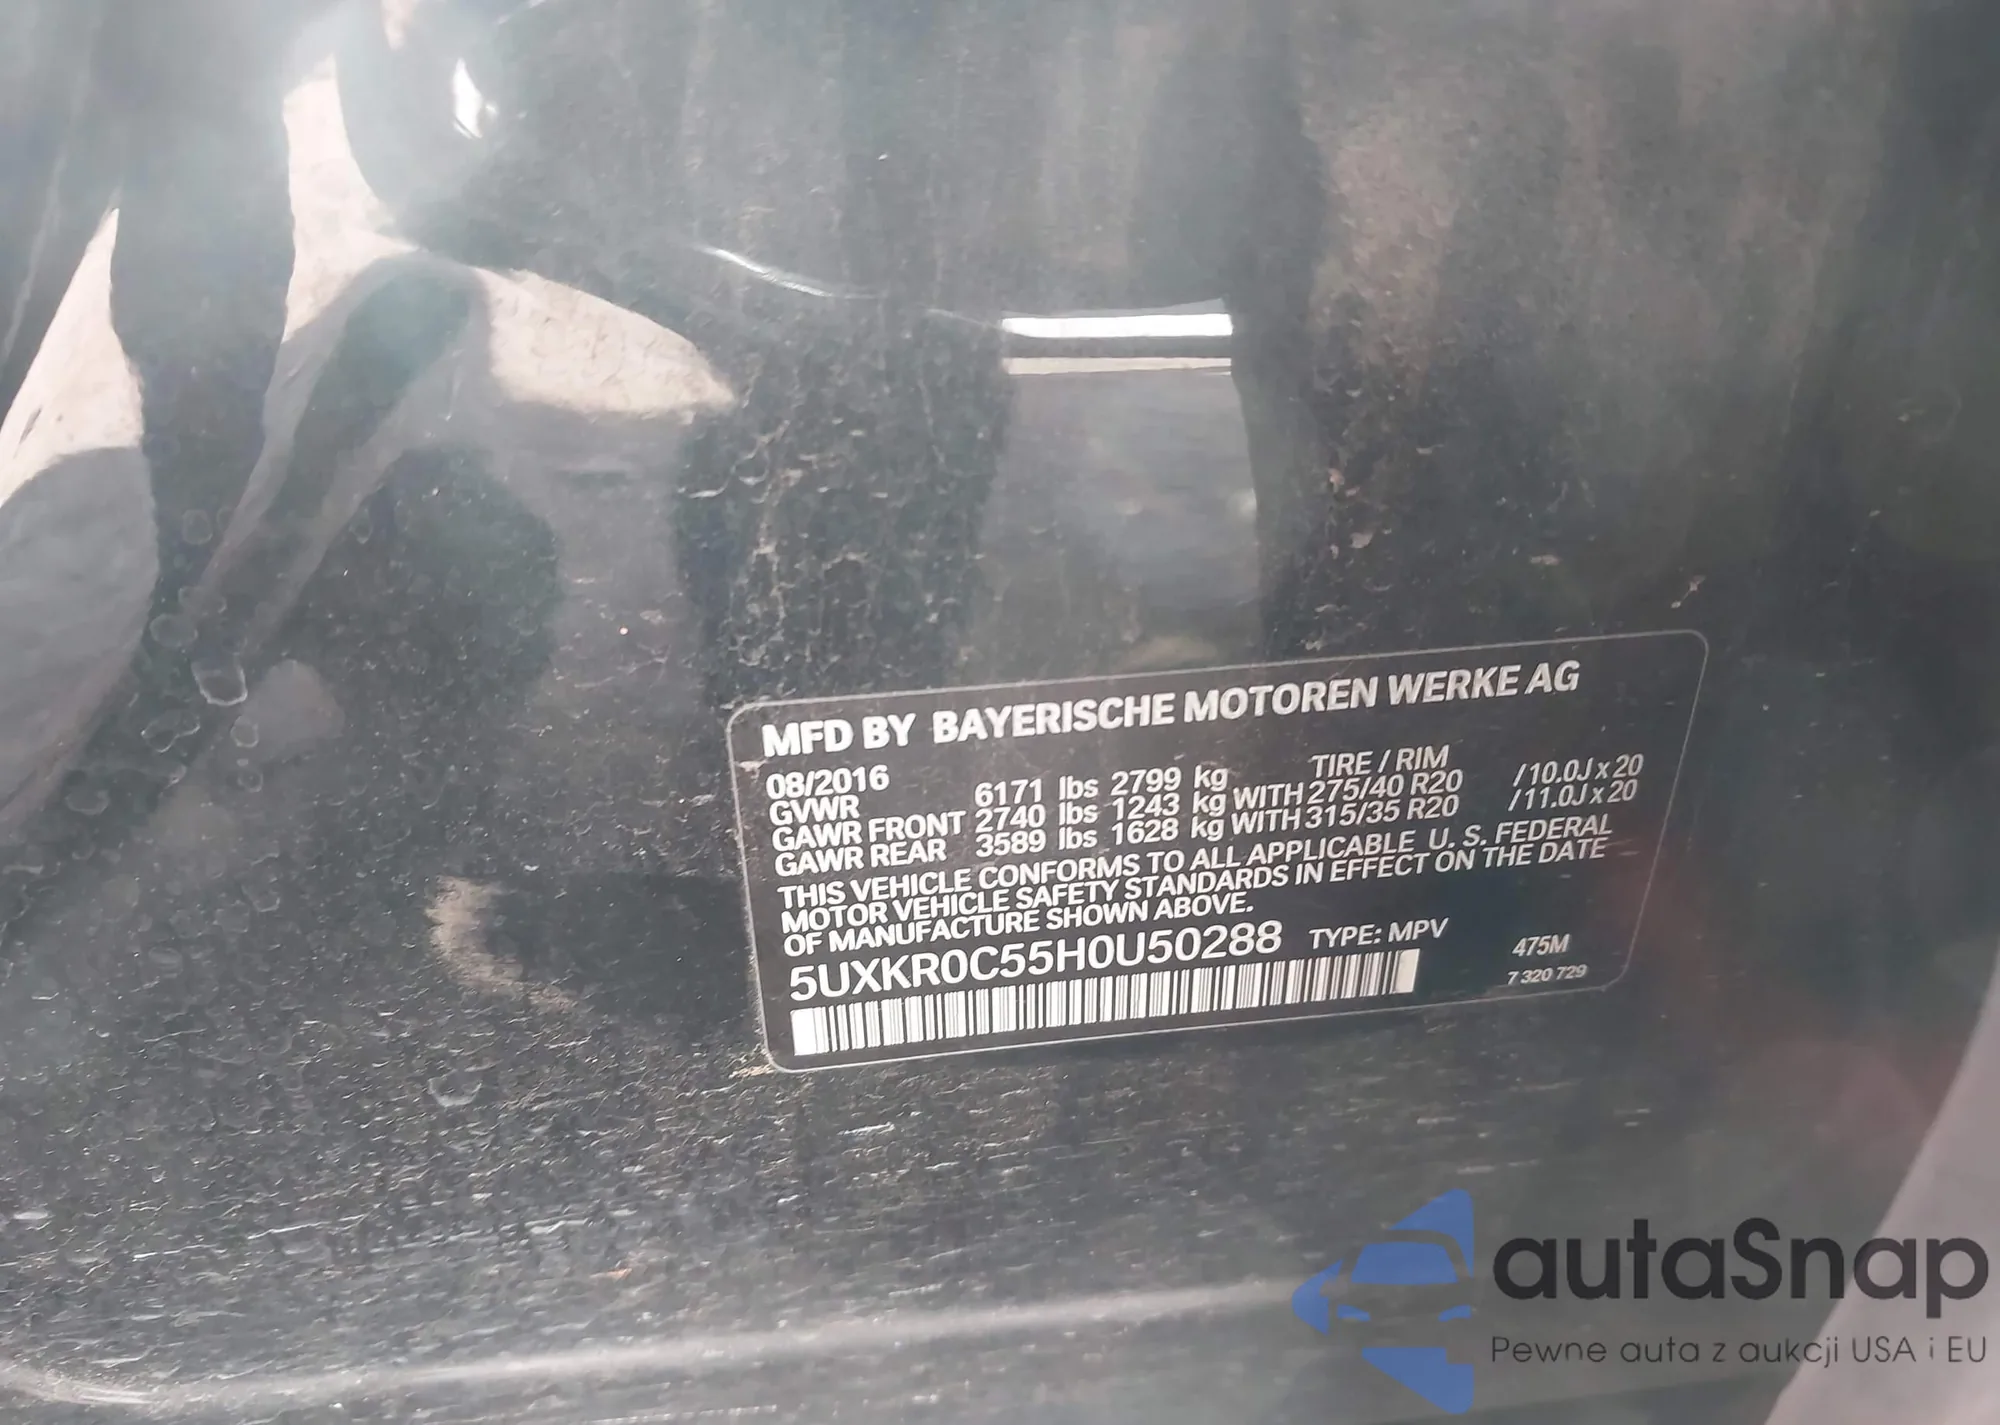 MFD BY BAYERISCHE MOTOREN WERKE AG
08/2016 TIRE / RIM
GVWR 6171 lbs 2799 kg
GAWR FRONT 2740 lbs 1243 kg WITH 275/40 R20 /10.0J x 20
GAWR REAR 3589 lbs 1628 kg WITH 315/35 R20 /11.0J x 20
THIS VEHICLE CONFORMS TO ALL APPLICABLE U. S. FEDERAL
MOTOR VEHICLE SAFETY STANDARDS IN EFFECT ON THE DATE
OF MANUFACTURE SHOWN ABOVE.
5UXKR0C55H0U50288 TYPE: MPV
475M
7 320 729
autaSnap
Pewne auta z aukcji USA i EU